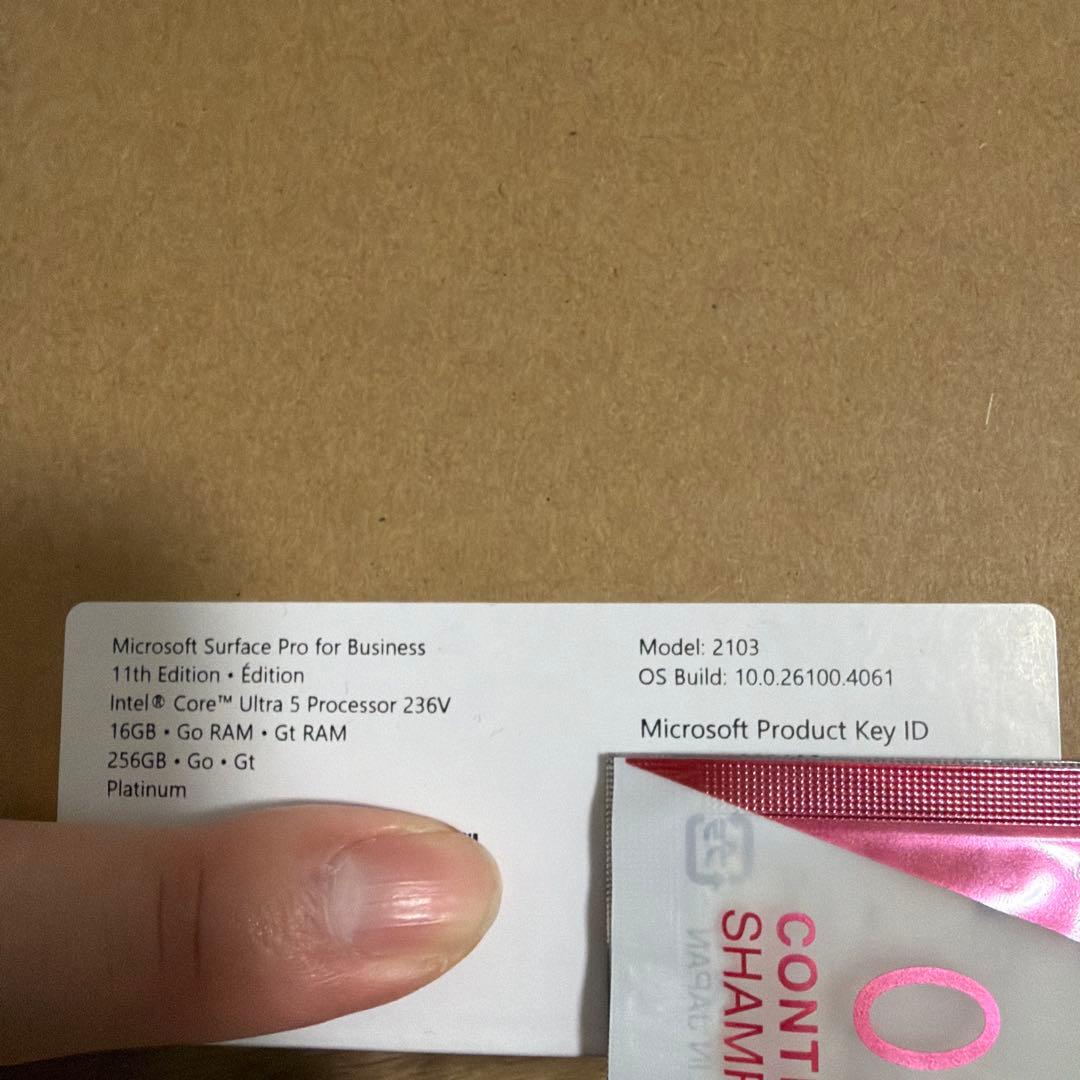 Microsoft Surface Pro for Business
11th Edition • Édition
Intel® Core™ Ultra 5 Processor 236V
16GB • Go RAM • Gt RAM
256GB • Go • Gt
Platinum
Model: 2103
OS Build: 10.0.26100.4061
Microsoft Product Key ID
CONT
SHAM
O